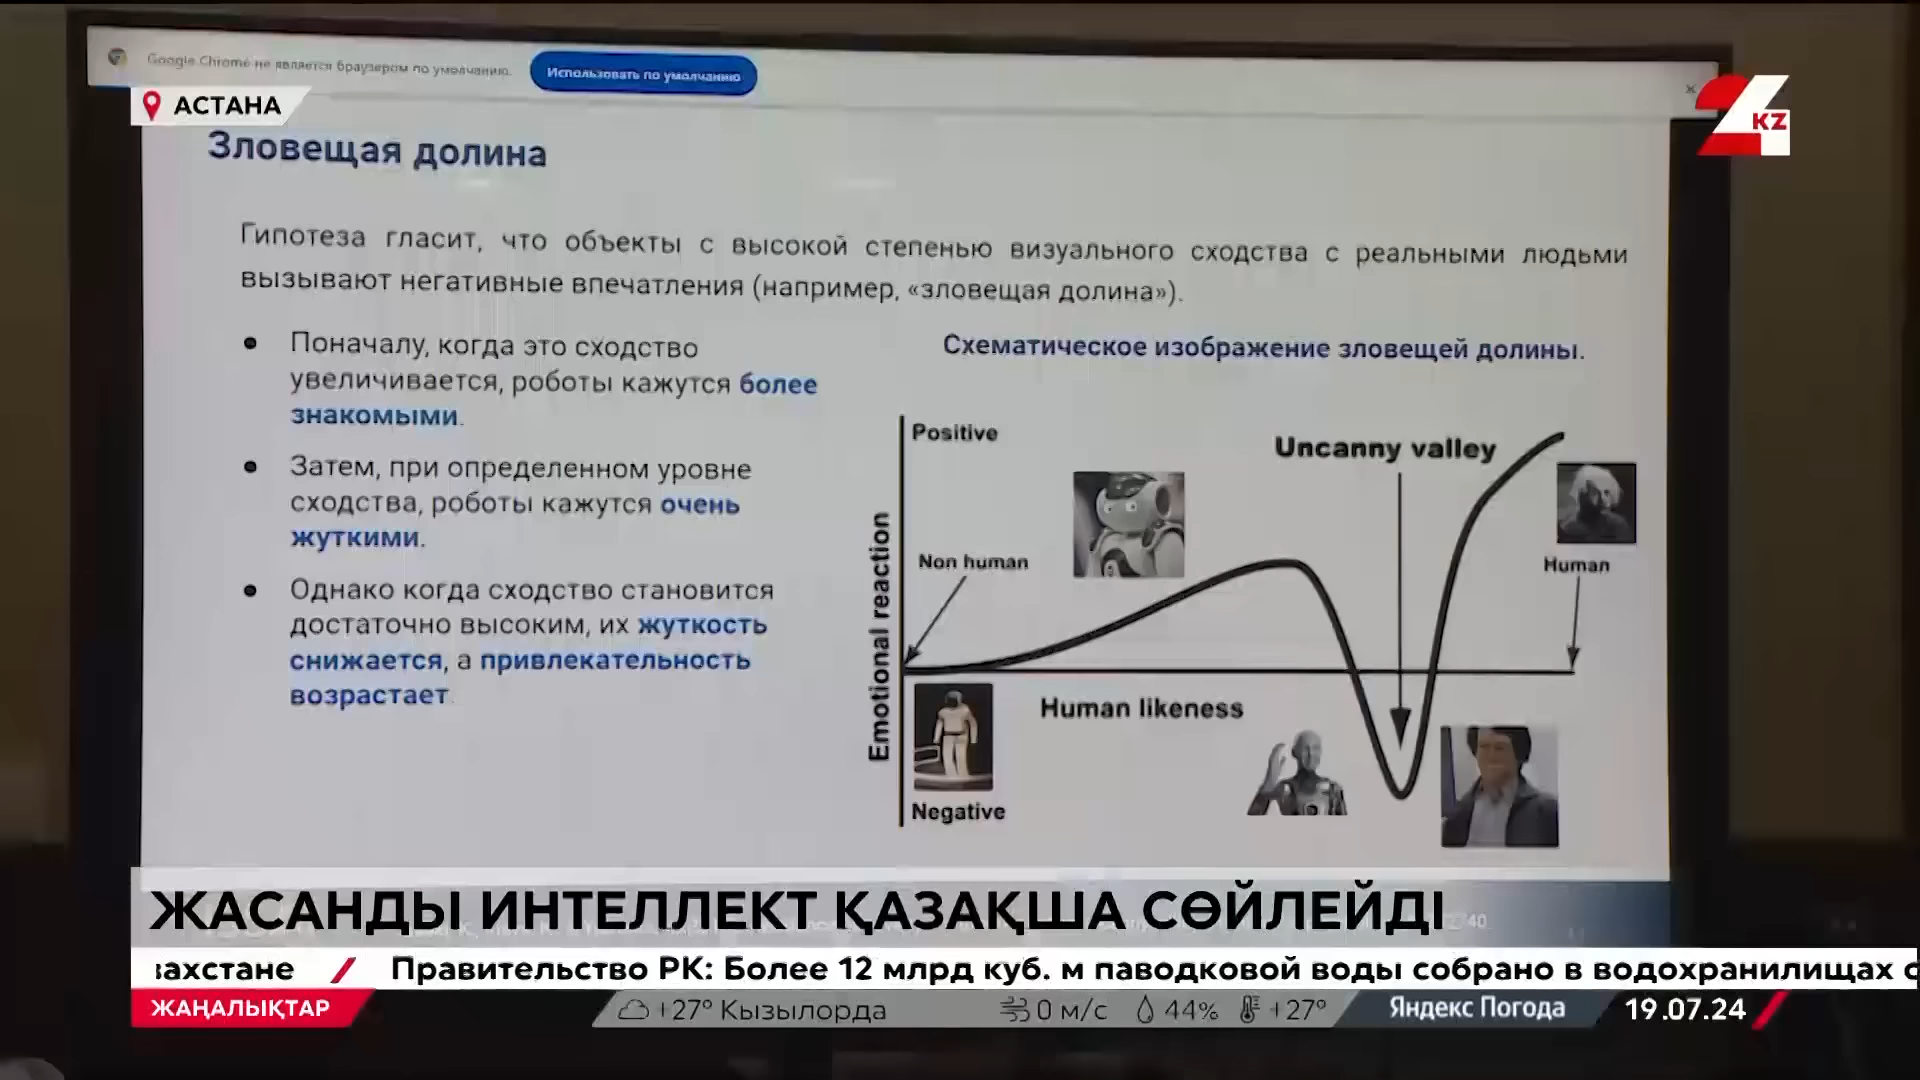 Google Chrome не является браузером по умолчанию.
Использовать по умолчанию
АСТАНА
24
KZ
Зловещая долина
Гипотеза гласит, что объекты с высокой степенью визуального сходства с реальными людьми
вызывают негативные впечатления (например, «зловещая долина»).
• Поначалу, когда это сходство
увеличивается, роботы кажутся более
знакомыми.
• Затем, при определенном уровне
сходства, роботы кажутся очень
жуткими.
• Однако когда сходство становится
достаточно высоким, их жуткость
снижается, а привлекательность
возрастает.
Схематическое изображение зловещей долины.
Positive
Uncanny valley
Non human
Human
Emotional reaction
Human likeness
Negative
ЖАСАНДЫ ИНТЕЛЛЕКТ ҚАЗАҚША СӨЙЛЕЙДІ
захстане / Правительство РК: Более 12 млрд куб. м паводковой воды собрано в водохранилищах с
ЖАҢАЛЫҚТАР
+27° Кызылорда
0 м/с
44%
+27°
Яндекс Погода
19.07.24